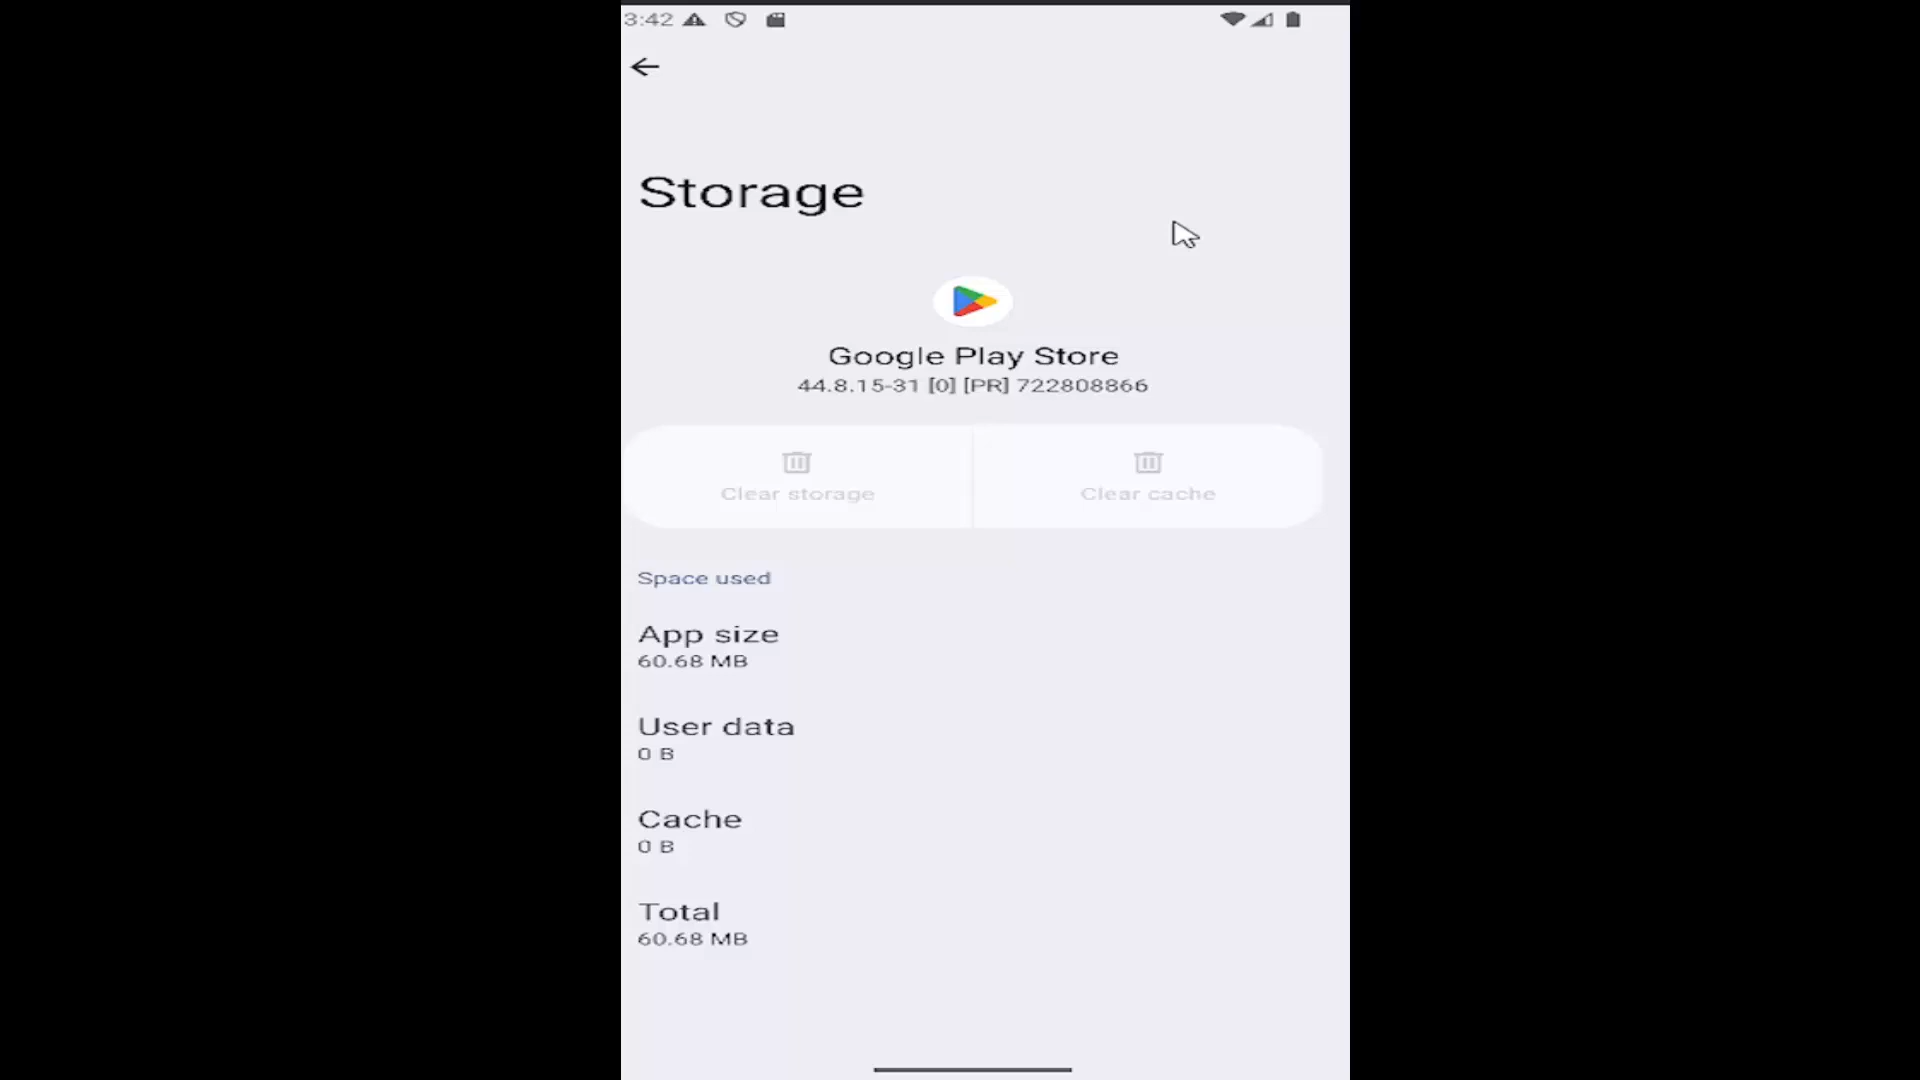 3:42
Storage
Google Play Store
44.8.15-31 [0] [PR] 722808866
Clear storage
Clear cache
Space used
App size
60.68 MB
User data
0 B
Cache
0 B
Total
60.68 MB